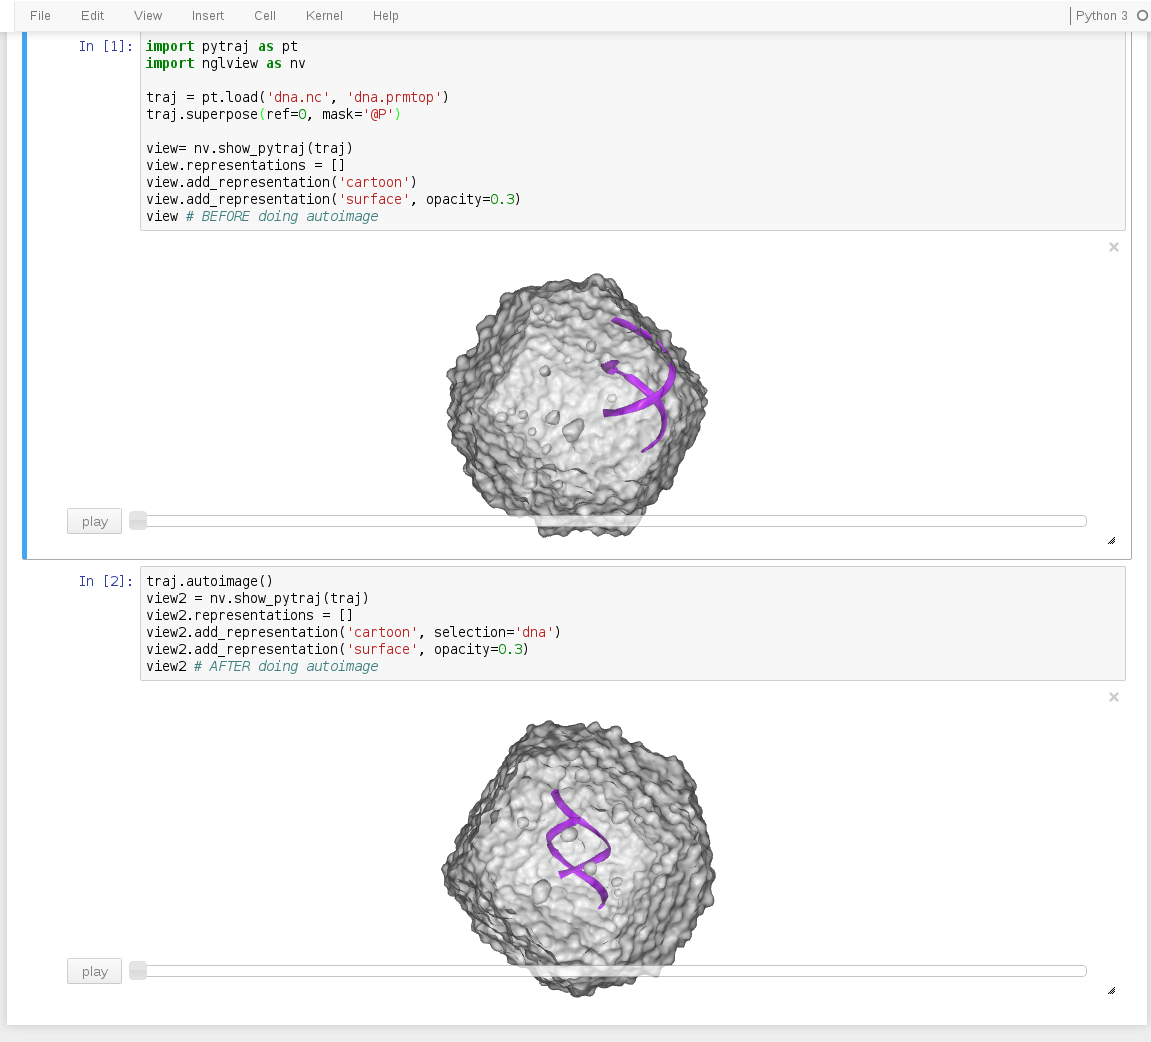 File Edit View Insert Cell Kernel Help Python 3
In [1]: import pytraj as pt
import nglview as nv
traj = pt.load('dna.nc', 'dna.prmtop')
traj.superpose(ref=0, mask='@P')
view= nv.show_pytraj(traj)
view.representations = []
view.add_representation('cartoon')
view.add_representation('surface', opacity=0.3)
view # BEFORE doing autoimage
×
play
In [2]: traj.autoimage()
view2 = nv.show_pytraj(traj)
view2.representations = []
view2.add_representation('cartoon', selection='dna')
view2.add_representation('surface', opacity=0.3)
view2 # AFTER doing autoimage
×
play